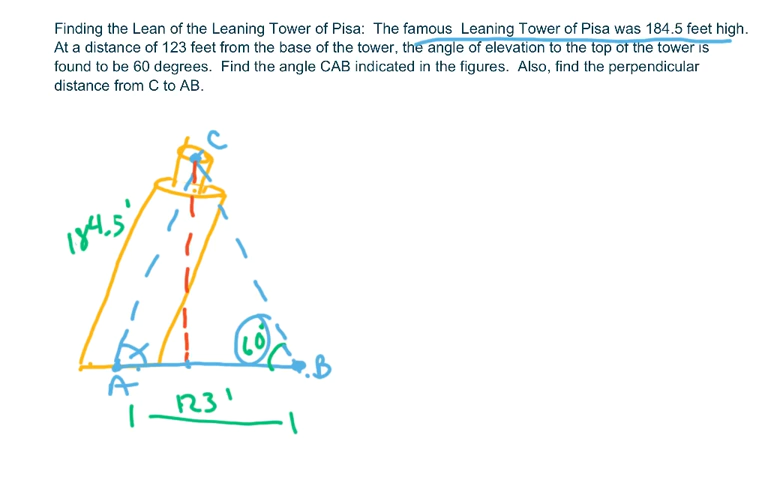 Finding the Lean of the Leaning Tower of Pisa: The famous Leaning Tower of Pisa was 184.5 feet high.
At a distance of 123 feet from the base of the tower, the angle of elevation to the top of the tower is
found to be 60 degrees. Find the angle CAB indicated in the figures. Also, find the perpendicular
distance from C to AB.
C
184.5'
60°
B
A
123'